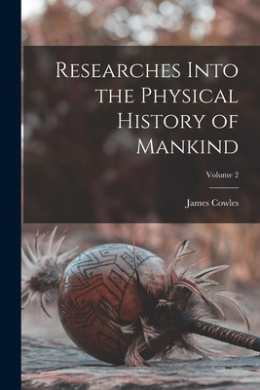 Researches Into
the Physical
History of
Mankind
Volume 2
James Cowles